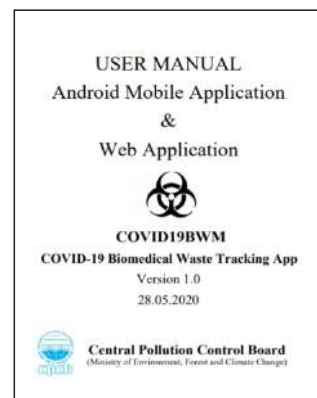 USER MANUAL
Android Mobile Application
&
Web Application
COVID19BWM
COVID-19 Biomedical Waste Tracking App
Version 1.0
28.05.2020
cpcb
Central Pollution Control Board
(Ministry of Environment, Forest and Climate Change)